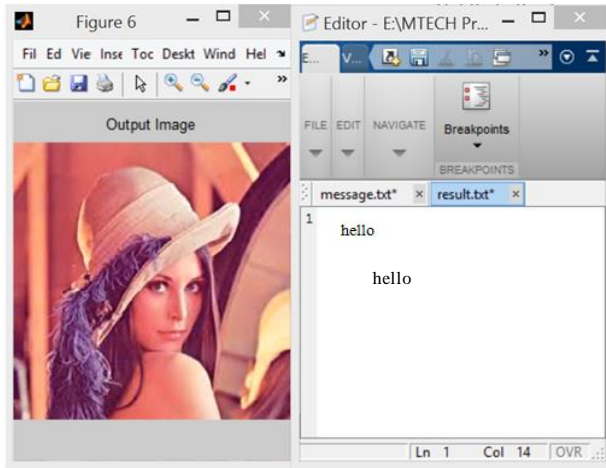 Figure 6
Fil Ed Vie Inse Toc Deskt Wind Hel
Output Image
Editor - E:\MTECH Pr...
E... V...
FILE EDIT NAVIGATE Breakpoints
BREAKPOINTS
message.txt* × result.txt* ×
1
hello
hello
Ln 1 Col 14 OVR